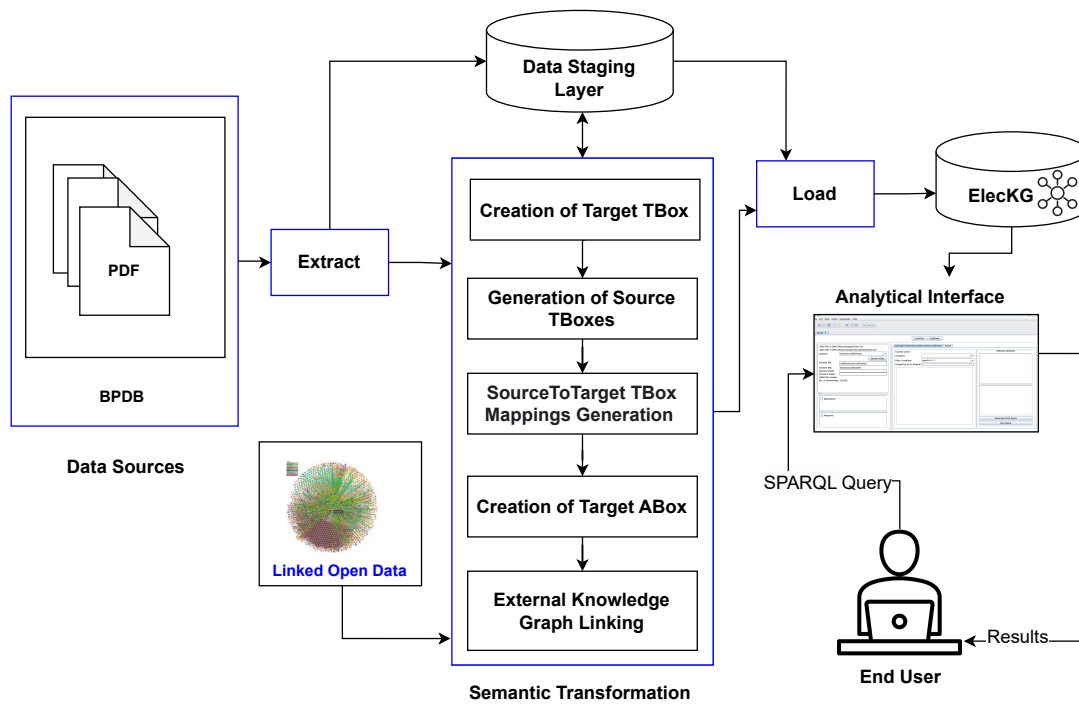 Data Staging
Layer
PDF
BPDB
Data Sources
Extract
Creation of Target TBox
Generation of Source
TBoxes
SourceToTarget TBox
Mappings Generation
Creation of Target ABox
External Knowledge
Graph Linking
Semantic Transformation
Linked Open Data
Load
ElecKG
Analytical Interface
SPARQL Query
Results
End User